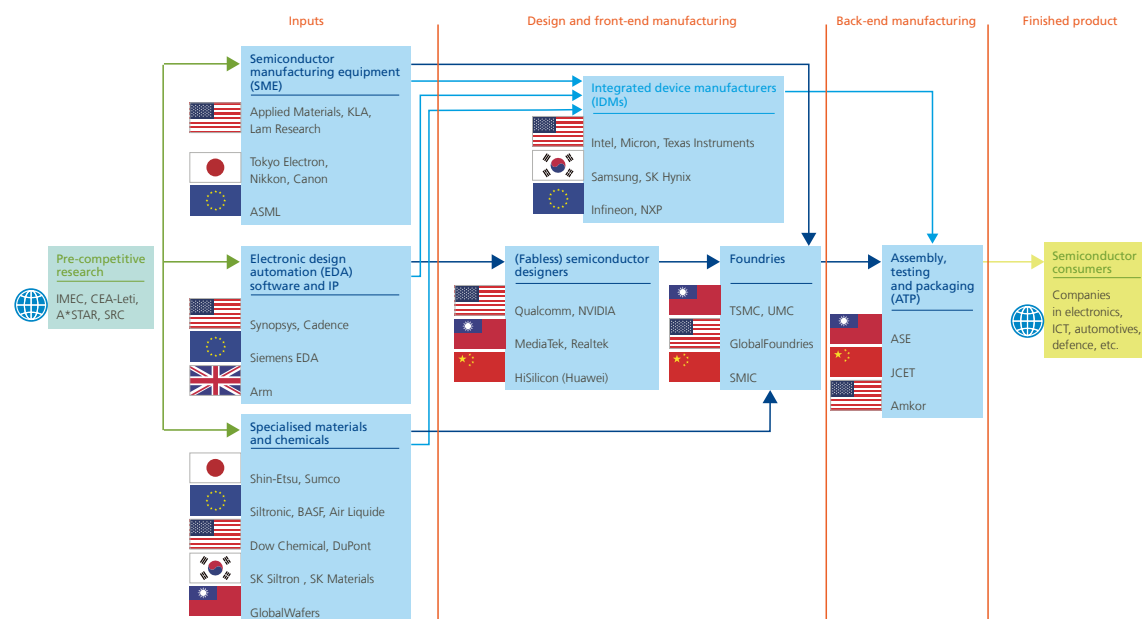 Inputs
Design and front-end manufacturing
Back-end manufacturing
Finished product
Pre-competitive
research
IMEC, CEA-Leti,
A*STAR, SRC
Semiconductor
manufacturing equipment
(SME)
Applied Materials, KLA,
Lam Research
Tokyo Electron,
Nikkon, Canon
ASML
Electronic design
automation (EDA)
software and IP
Synopsys, Cadence
Siemens EDA
Arm
Specialised materials
and chemicals
Shin-Etsu, Sumco
Siltronic, BASF, Air Liquide
Dow Chemical, DuPont
SK Siltron , SK Materials
GlobalWafers
Integrated device manufacturers
(IDMs)
Intel, Micron, Texas Instruments
Samsung, SK Hynix
Infineon, NXP
(Fabless) semiconductor
designers
Qualcomm, NVIDIA
MediaTek, Realtek
HiSilicon (Huawei)
Foundries
TSMC, UMC
GlobalFoundries
SMIC
Assembly,
testing
and packaging
(ATP)
ASE
JCET
Amkor
Semiconductor
consumers
Companies
in electronics,
ICT, automotives,
defence, etc.